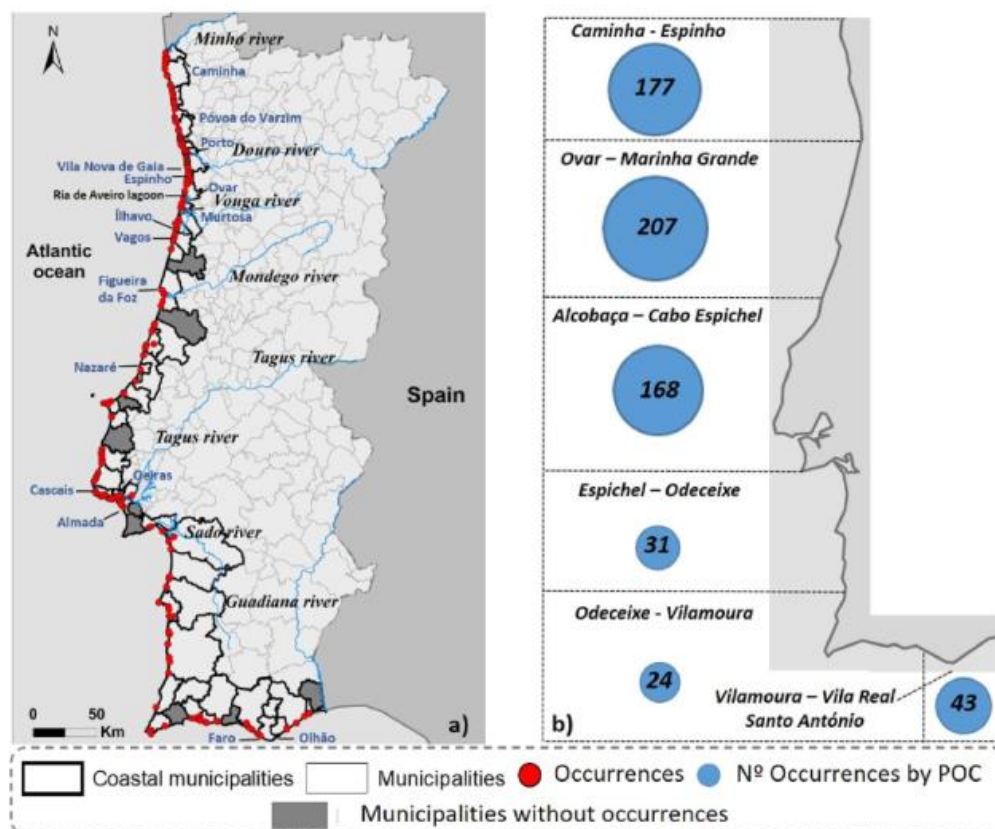 N
Minho river
Caminha
Póvoa do Varzim
Porto
Douro river
Vila Nova de Gaia
Espinho
Ovar
Ria de Aveiro lagoon
Vouga river
Murtosa
Ílhavo
Vagos
Atlantic
ocean
Mondego river
Figueira
da Foz
Tagus river
Nazaré
Spain
Tagus river
Oeiras
Cascais
Almada
Sado river
Guadiana river
0 50
Km
Faro
Olhão
a)
Caminha - Espinho
177
Ovar – Marinha Grande
207
Alcobaça – Cabo Espichel
168
Espichel – Odeceixe
31
Odeceixe - Vilamoura
24
Vilamoura – Vila Real
Santo António
43
b)
Coastal municipalities
Municipalities
Occurrences
Nº Occurrences by POC
Municipalities without occurrences